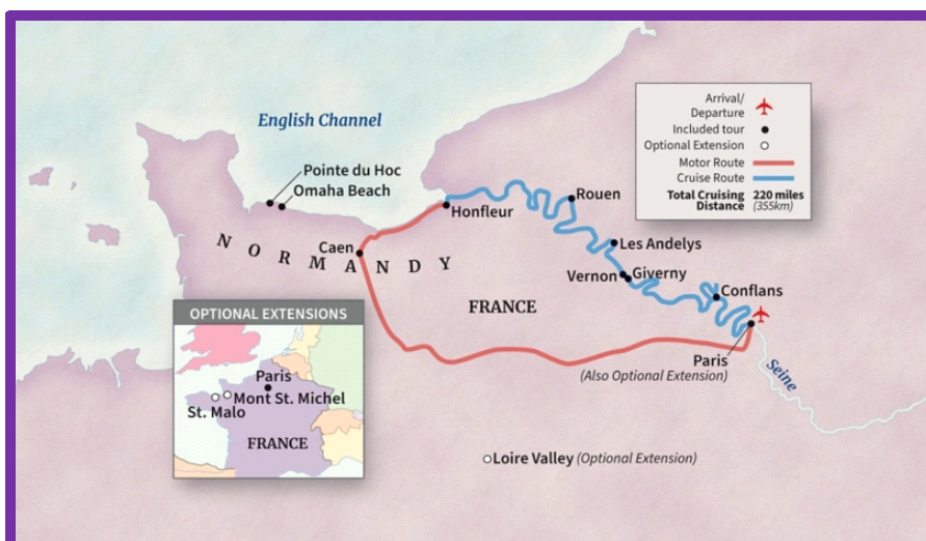 English Channel
Pointe du Hoc
Omaha Beach
NORMANDY
Caen
Honfleur
Rouen
Les Andelys
Vernon
Giverny
Conflans
FRANCE
Paris
(Also Optional Extension)
Seine
Loire Valley (Optional Extension)
Arrival/
Departure
Included tour
Optional Extension
Motor Route
Cruise Route
Total Cruising 220 miles
Distance (355km)
OPTIONAL EXTENSIONS
Paris
Mont St. Michel
St. Malo
FRANCE